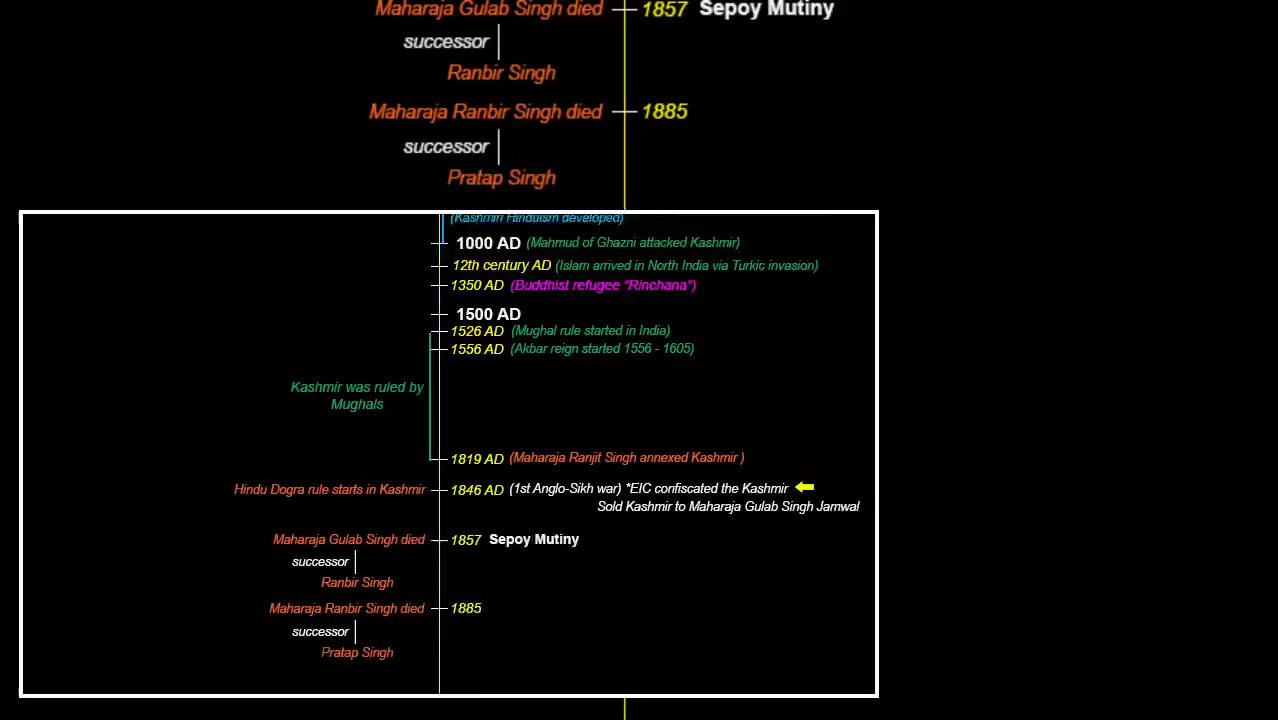 Maharaja Gulab Singh died 1857 Sepoy Mutiny
successor
Ranbir Singh
Maharaja Ranbir Singh died 1885
successor
Pratap Singh
(Kashmiri Hinduism developed)
1000 AD (Mahmud of Ghazni attacked Kashmir)
12th century AD (Islam arrived in North India via Turkic invasion)
1350 AD (Buddhist refugee "Rinchana")
1500 AD
1526 AD (Mughal rule started in India)
1556 AD (Akbar reign started 1556 - 1605)
Kashmir was ruled by
Mughals
1819 AD (Maharaja Ranjit Singh annexed Kashmir )
Hindu Dogra rule starts in Kashmir 1846 AD (1st Anglo-Sikh war) *EIC confiscated the Kashmir
Sold Kashmir to Maharaja Gulab Singh Jamwal
Maharaja Gulab Singh died 1857 Sepoy Mutiny
successor
Ranbir Singh
Maharaja Ranbir Singh died 1885
successor
Pratap Singh